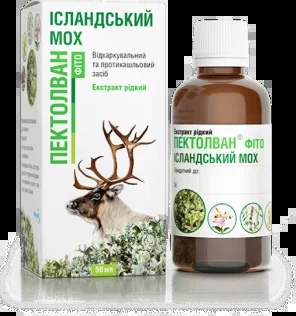 ІСЛАНДСЬКИЙ
МОХ
Відхаркувальний
та протикашльовий
засіб
Екстракт рідкий
ПЕКТОЛВАН
ФІТО
50 мл
Екстракт рідкий
ПЕКТОЛВАН® ФІТО
ІСЛАНДСЬКИЙ МОХ